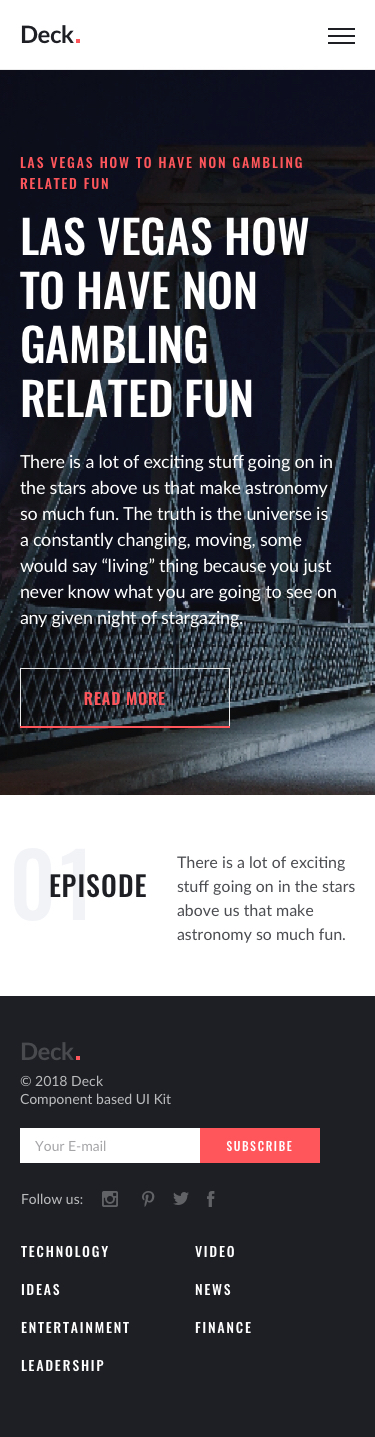 Deck.
LAS VEGAS HOW TO HAVE NON GAMBLING
RELATED FUN
LAS VEGAS HOW
TO HAVE NON
GAMBLING
RELATED FUN
There is a lot of exciting stuff going on in
the stars above us that make astronomy
so much fun. The truth is the universe is
a constantly changing, moving, some
would say “living” thing because you just
never know what you are going to see on
any given night of stargazing.
READ MORE
01
EPISODE
There is a lot of exciting
stuff going on in the stars
above us that make
astronomy so much fun.
Deck.
© 2018 Deck
Component based UI Kit
Your E-mail
SUBSCRIBE
Follow us:
TECHNOLOGY
VIDEO
IDEAS
NEWS
ENTERTAINMENT
FINANCE
LEADERSHIP